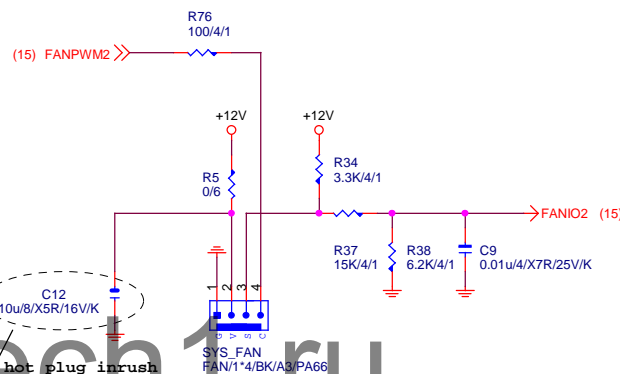 R76
100/4/1
(15) FANPWM2
+12V
+12V
R5
0/6
R34
3.3K/4/1
FANIO2 (15)
R37
15K/4/1
R38
6.2K/4/1
C9
0.01u/4/X7R/25V/K
C12
10u/8/X5R/16V/K
1
2
3
4
G
V
S
C
SYS_FAN
FAN/1*4/BK/A3/PA66
hot plug inrush
ech1.ru